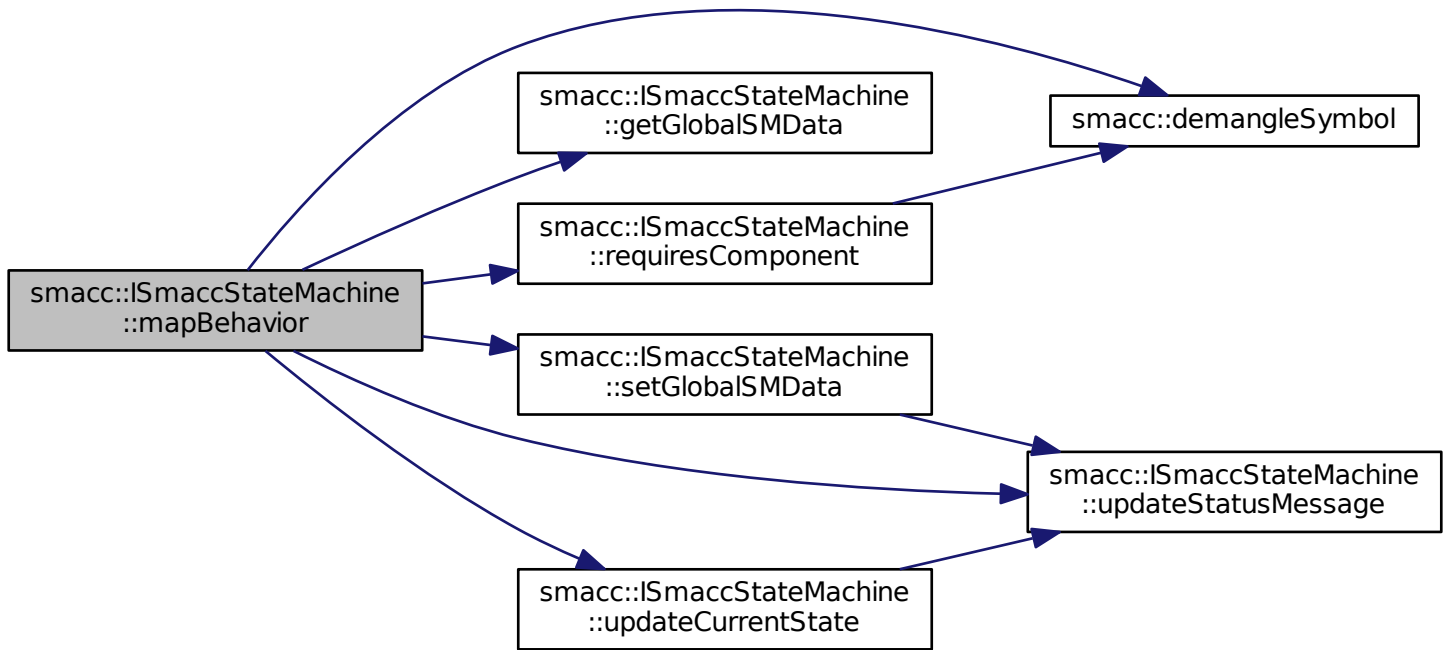 smacc::ISmaccStateMachine
::mapBehavior
smacc::ISmaccStateMachine
::getGlobalSMData
smacc::ISmaccStateMachine
::requiresComponent
smacc::ISmaccStateMachine
::setGlobalSMData
smacc::ISmaccStateMachine
::updateCurrentState
smacc::demangleSymbol
smacc::ISmaccStateMachine
::updateStatusMessage